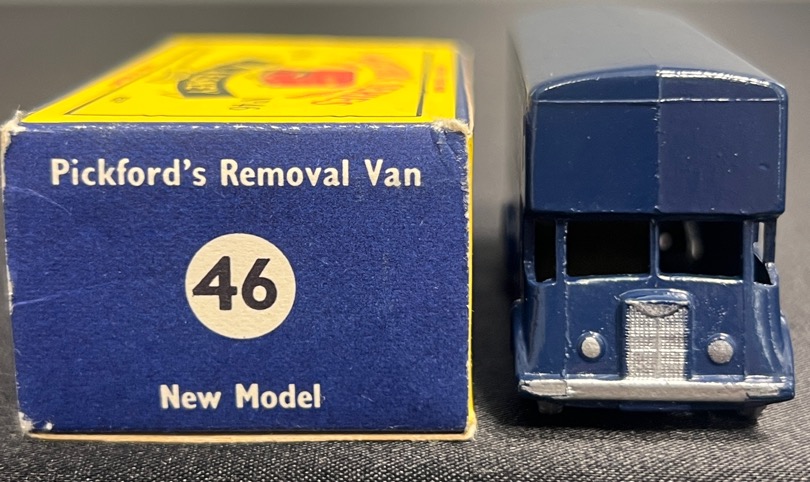 Pickford's Removal Van
46
New Model